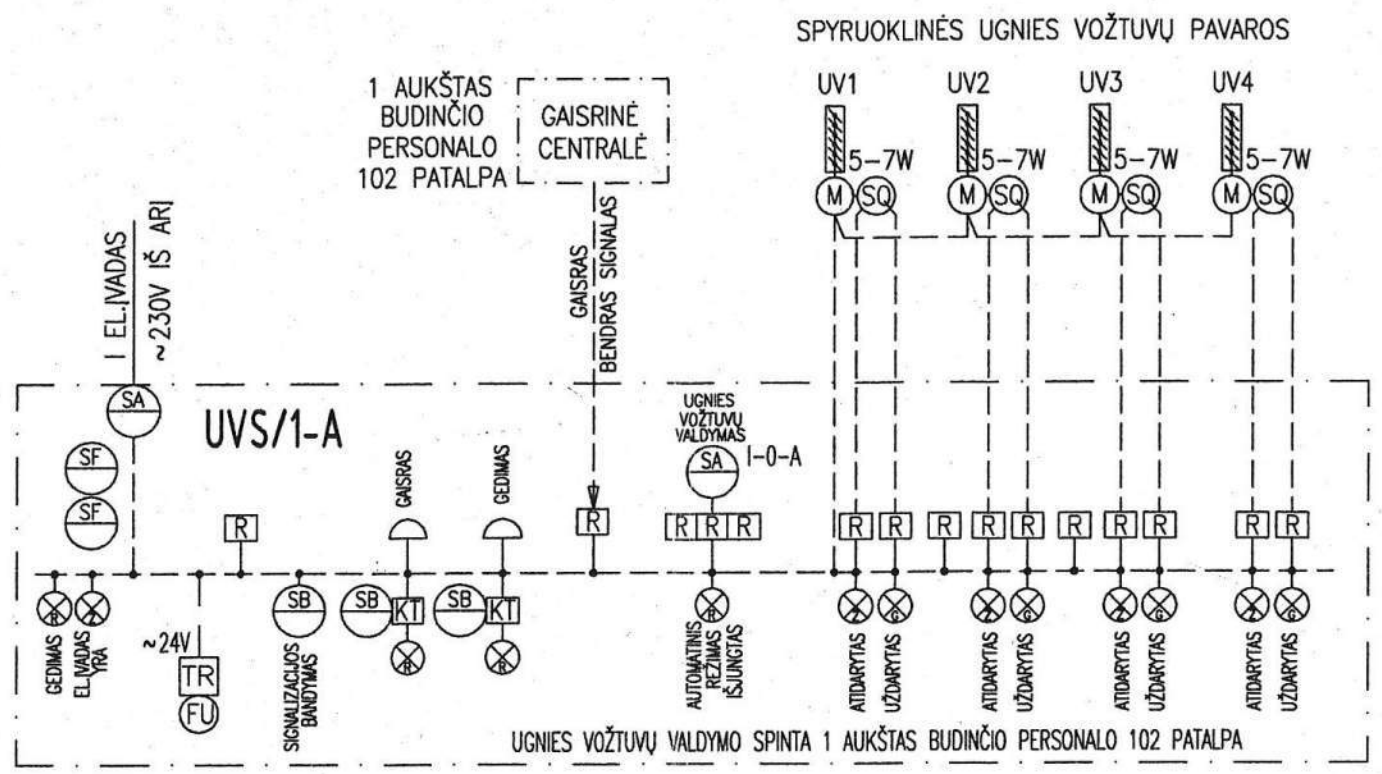 SPYRUOKLINĖS UGNIES VOŽTUVŲ PAVAROS
1 AUKŠTAS
BUDINČIO
PERSONALO
102 PATALPA
GAISRINĖ
CENTRALĖ
UV1
UV2
UV3
UV4
5-7W
5-7W
5-7W
5-7W
M
SQ
M
SQ
M
SQ
M
SQ
I EL.ĮVADAS
~230V IŠ ARĮ
GAISRAS
BENDRAS SIGNALAS
SA
UVS/1-A
SF
SF
GAISRAS
GEDIMAS
UGNIES
VOŽTUVŲ
VALDYMAS
SA
I-0-A
R
R
R R R
R R
R R R
R R R
R R
R
Z
~24V
TR
FU
SB
SB
KT
R
SB
KT
R
R
Z
G
Z
G
Z
G
Z
G
GEDIMAS
EL.ĮVADAS
YRA
SIGNALIZACIJOS
BANDYMAS
AUTOMATINIS
REŽIMAS
IŠJUNGTAS
ATIDARYTAS
UŽDARYTAS
ATIDARYTAS
UŽDARYTAS
ATIDARYTAS
UŽDARYTAS
ATIDARYTAS
UŽDARYTAS
UGNIES VOŽTUVŲ VALDYMO SPINTA 1 AUKŠTAS BUDINČIO PERSONALO 102 PATALPA